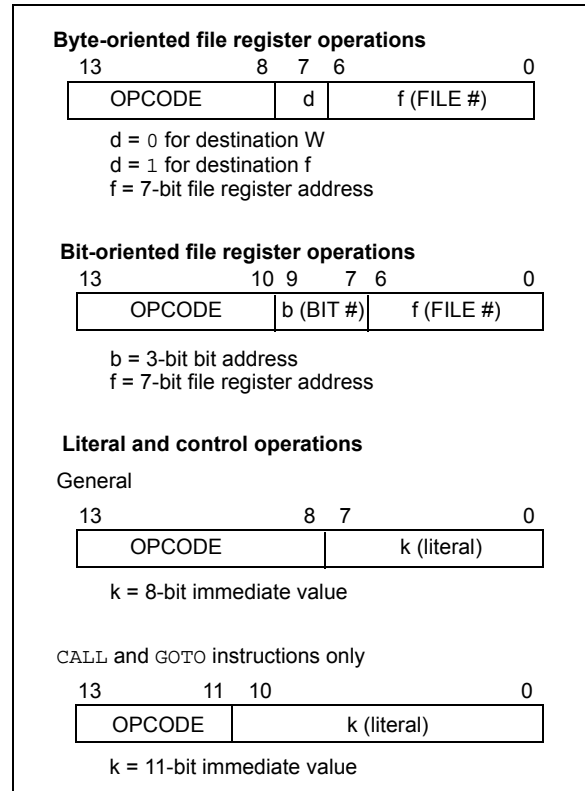 Byte-oriented file register operations
13 8 7 6 0
OPCODE d f (FILE #)
d = 0 for destination W
d = 1 for destination f
f = 7-bit file register address
Bit-oriented file register operations
13 10 9 7 6 0
OPCODE b (BIT #) f (FILE #)
b = 3-bit bit address
f = 7-bit file register address
Literal and control operations
General
13 8 7 0
OPCODE k (literal)
k = 8-bit immediate value
CALL and GOTO instructions only
13 11 10 0
OPCODE k (literal)
k = 11-bit immediate value